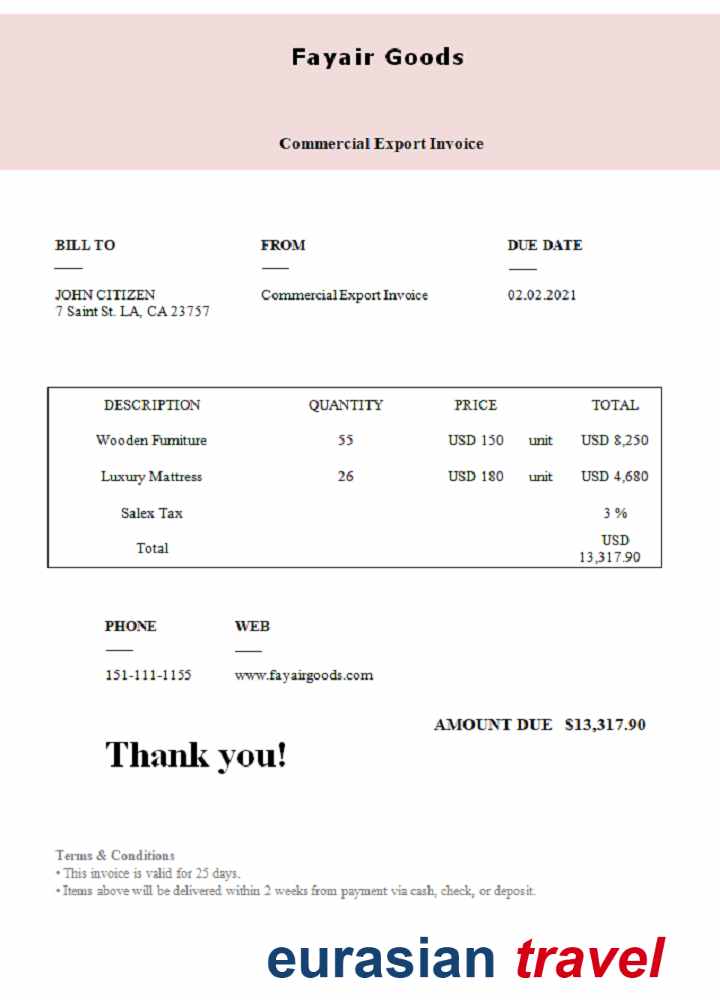 Fayair Goods
Commercial Export Invoice
BILL TO FROM DUE DATE
JOHN CITIZEN Commercial Export Invoice 02.02.2021
7 Saint St. LA, CA 23757
DESCRIPTION QUANTITY PRICE TOTAL
Wooden Furniture 55 USD 150 unit USD 8,250
Luxury Mattress 26 USD 180 unit USD 4,680
Salex Tax 3 %
Total USD 13,317.90
PHONE WEB
151-111-1155 www.fayairgoods.com
AMOUNT DUE $13,317.90
Thank you!
Terms & Conditions
• This invoice is valid for 25 days.
• Items above will be delivered within 2 weeks from payment via cash, check, or deposit.
eurasian travel